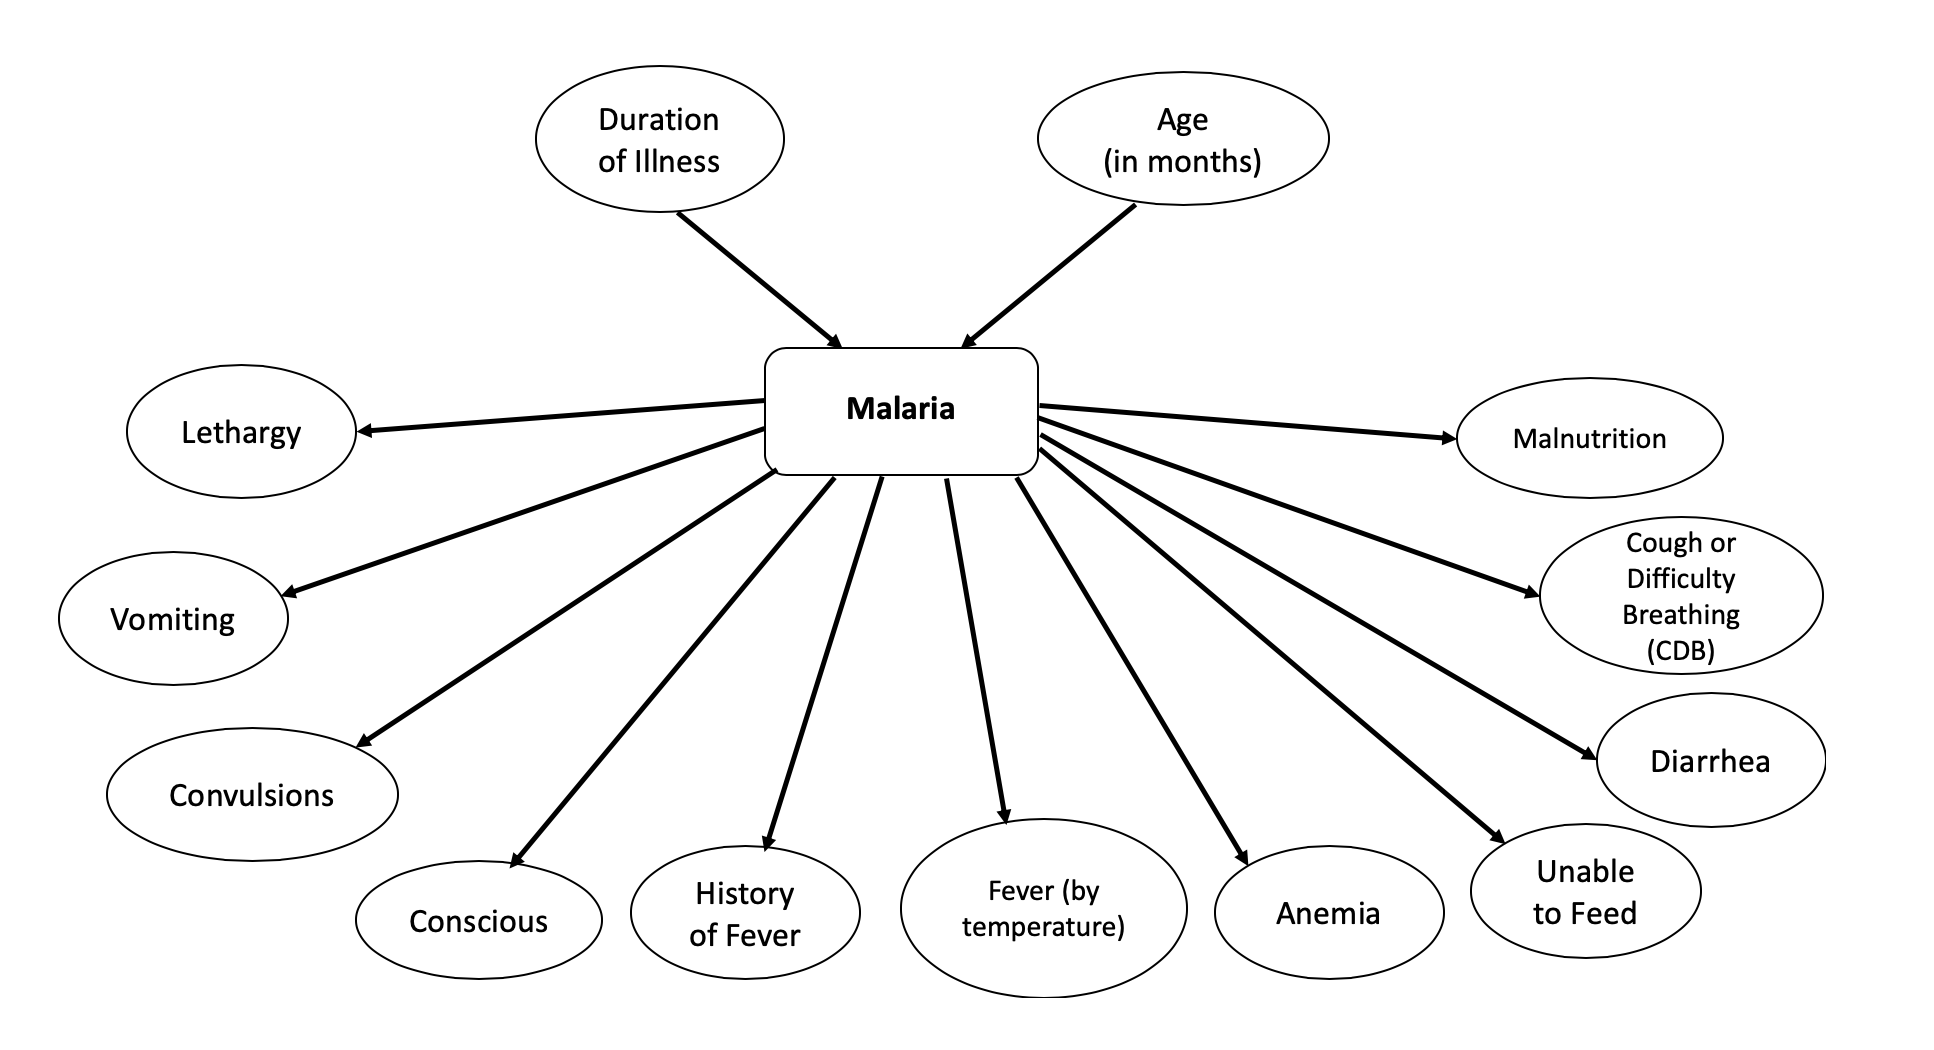 Duration
of Illness
Age
(in months)
Malaria
Lethargy
Malnutrition
Cough or
Difficulty
Breathing
(CDB)
Vomiting
Diarrhea
Convulsions
Unable
to Feed
Conscious
History
of Fever
Fever (by
temperature)
Anemia